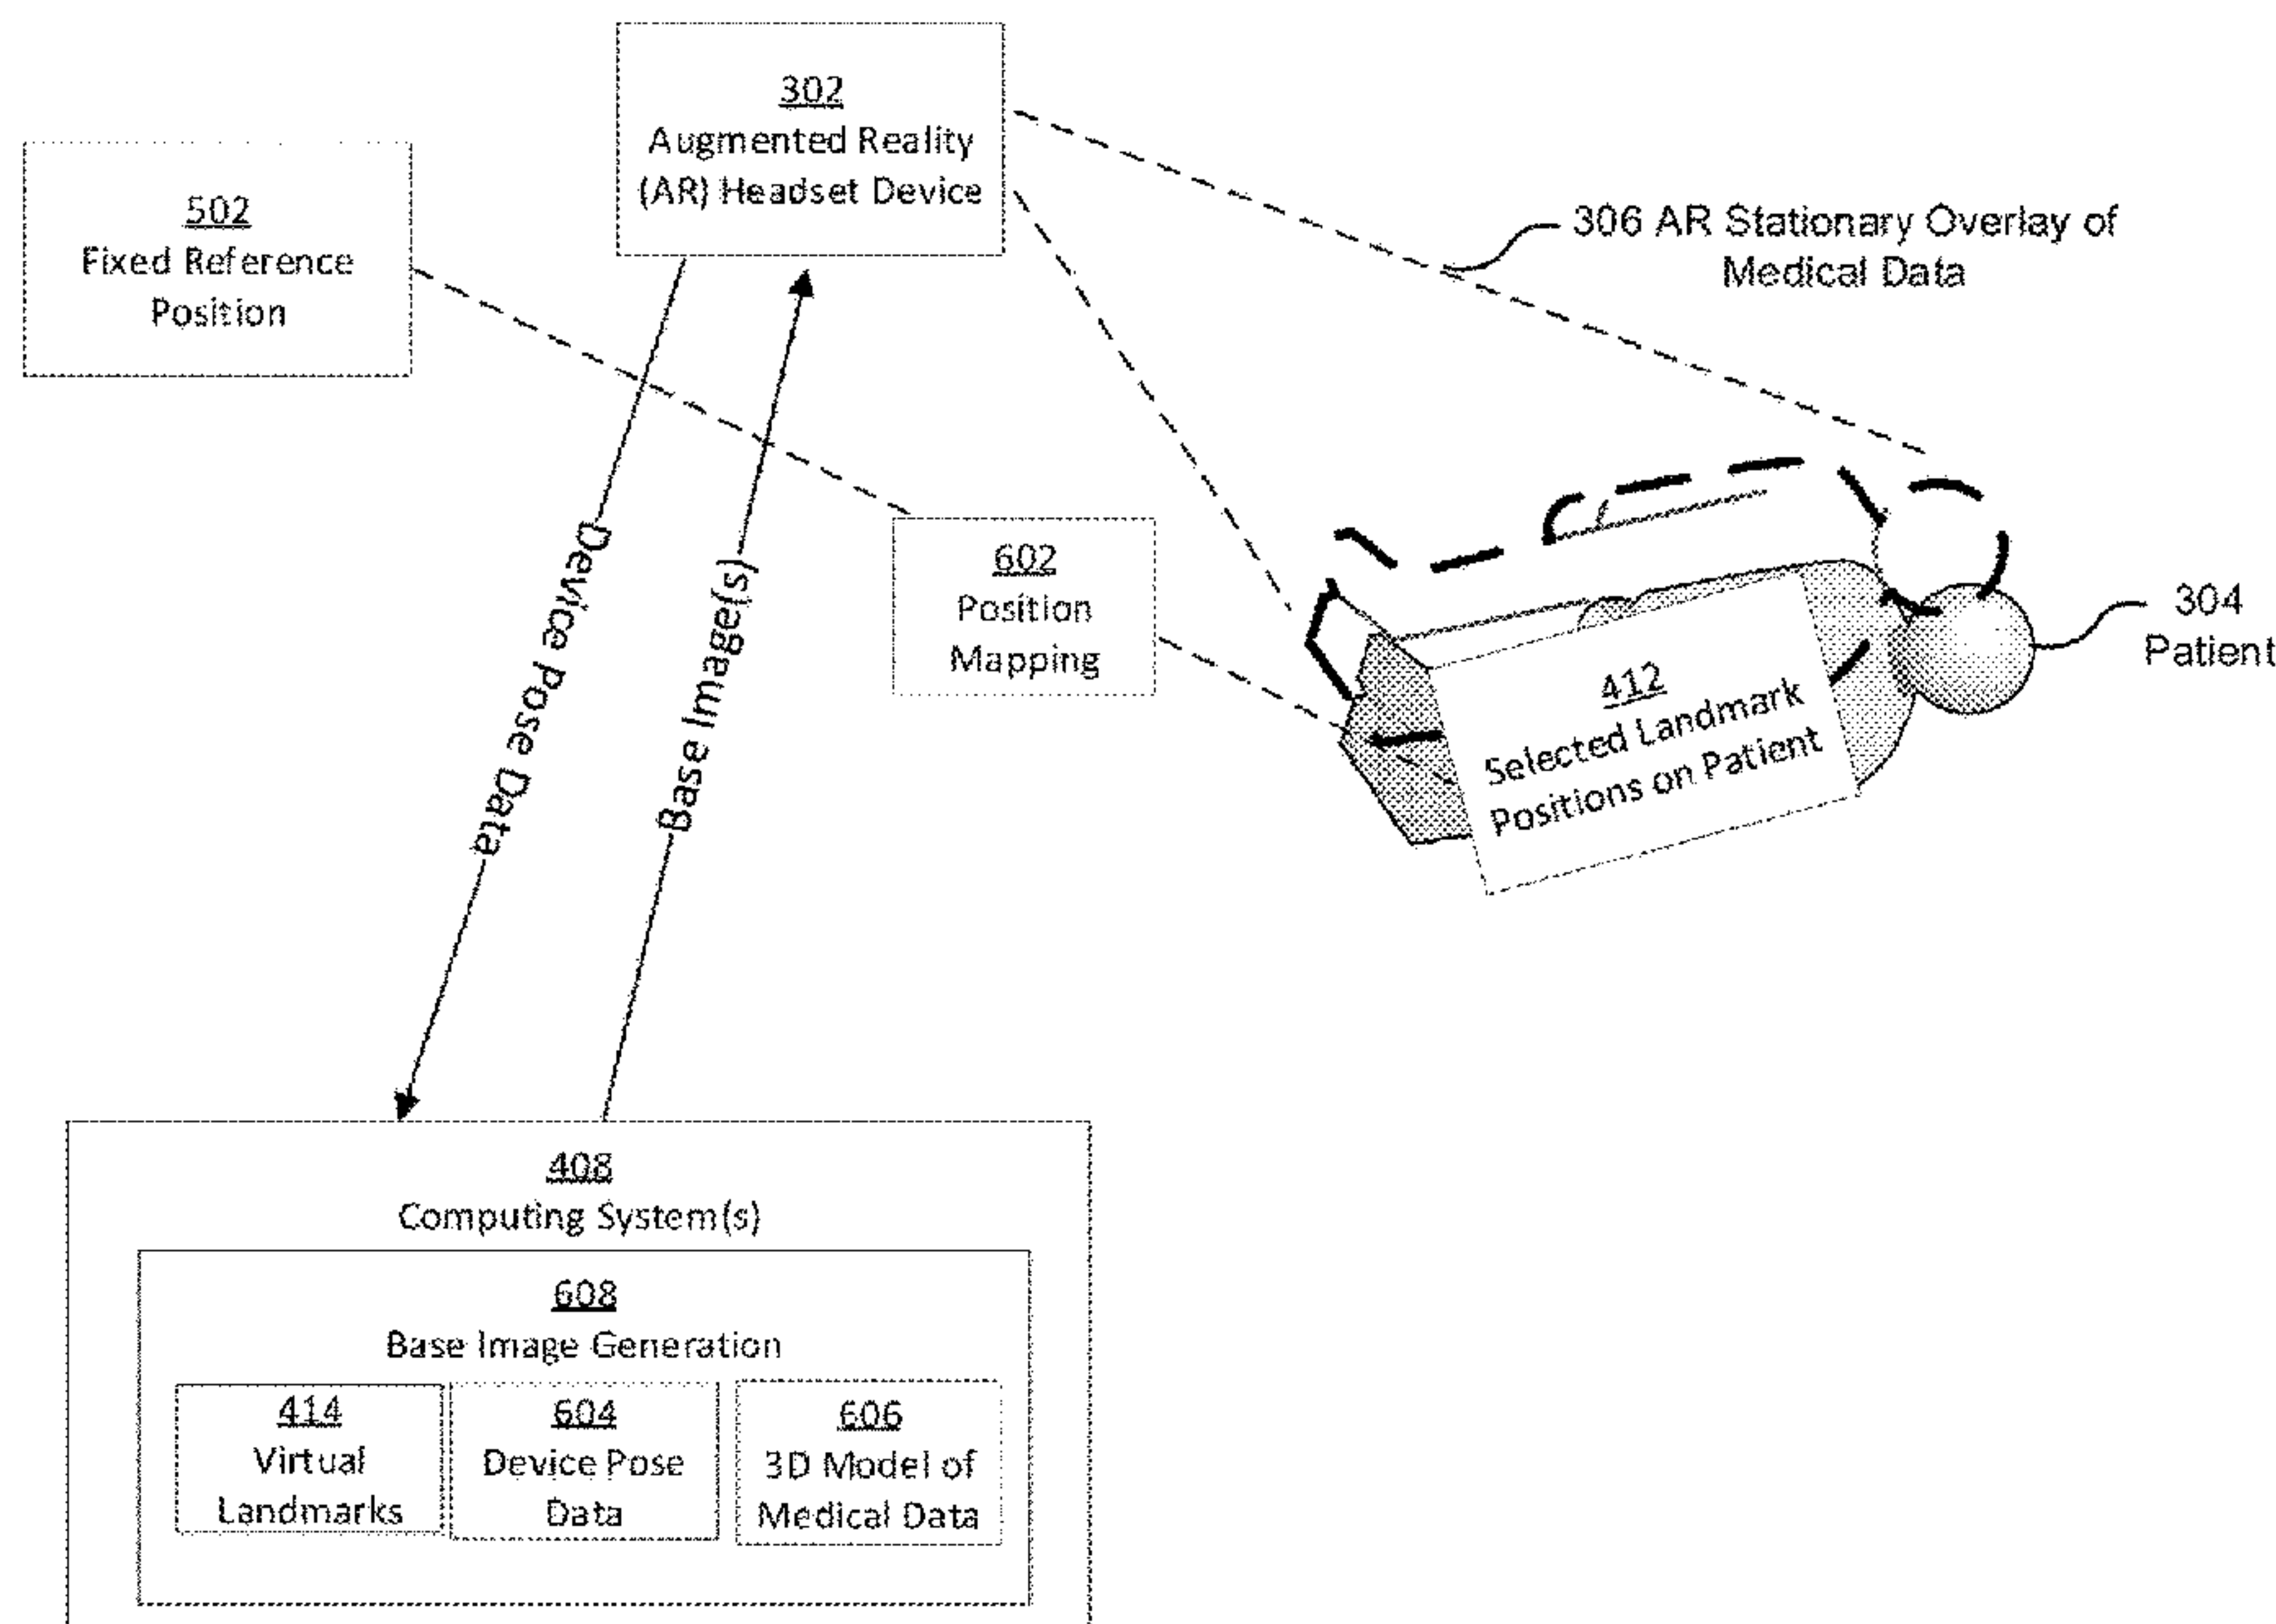 302
Augmented Reality
(AR) Headset Device
502
Fixed Reference
Position
306 AR Stationary Overlay of
Medical Data
602
Position
Mapping
304
Patient
412
Selected Landmark
Positions on Patient
Device Pose Data
Base Image(s)
408
Computing System(s)
608
Base Image Generation
414
Virtual
Landmarks
604
Device Pose
Data
606
3D Model of
Medical Data